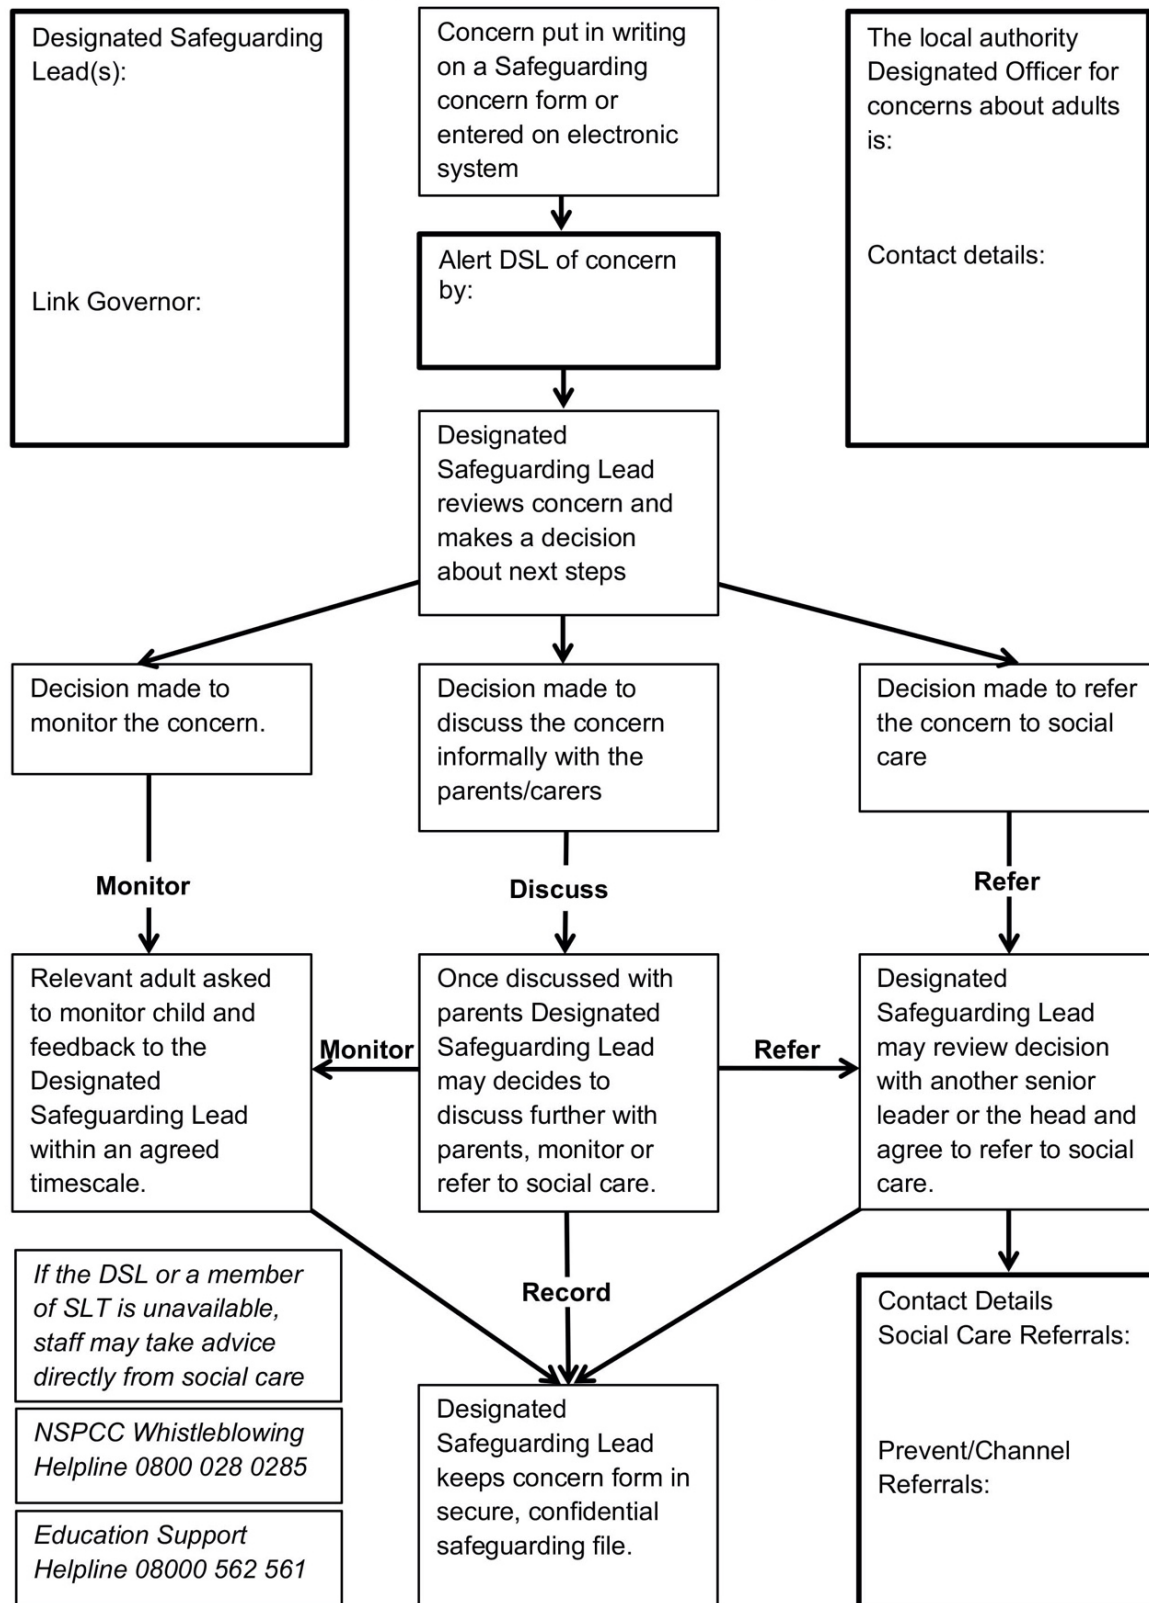 Designated Safeguarding
Lead(s):
Link Governor:
Concern put in writing
on a Safeguarding
concern form or
entered on electronic
system
The local authority
Designated Officer for
concerns about adults
is:
Contact details:
Alert DSL of concern
by:
Designated
Safeguarding Lead
reviews concern and
makes a decision
about next steps
Decision made to
monitor the concern.
Decision made to
discuss the concern
informally with the
parents/carers
Decision made to refer
the concern to social
care
Monitor
Discuss
Refer
Relevant adult asked
to monitor child and
feedback to the
Designated
Safeguarding Lead
within an agreed
timescale.
Monitor
Once discussed with
parents Designated
Safeguarding Lead
may decides to
discuss further with
parents, monitor or
refer to social care.
Refer
Designated
Safeguarding Lead
may review decision
with another senior
leader or the head and
agree to refer to social
care.
If the DSL or a member
of SLT is unavailable,
staff may take advice
directly from social care
NSPCC Whistleblowing
Helpline 0800 028 0285
Education Support
Helpline 08000 562 561
Record
Designated
Safeguarding Lead
keeps concern form in
secure, confidential
safeguarding file.
Contact Details
Social Care Referrals:
Prevent/Channel
Referrals: